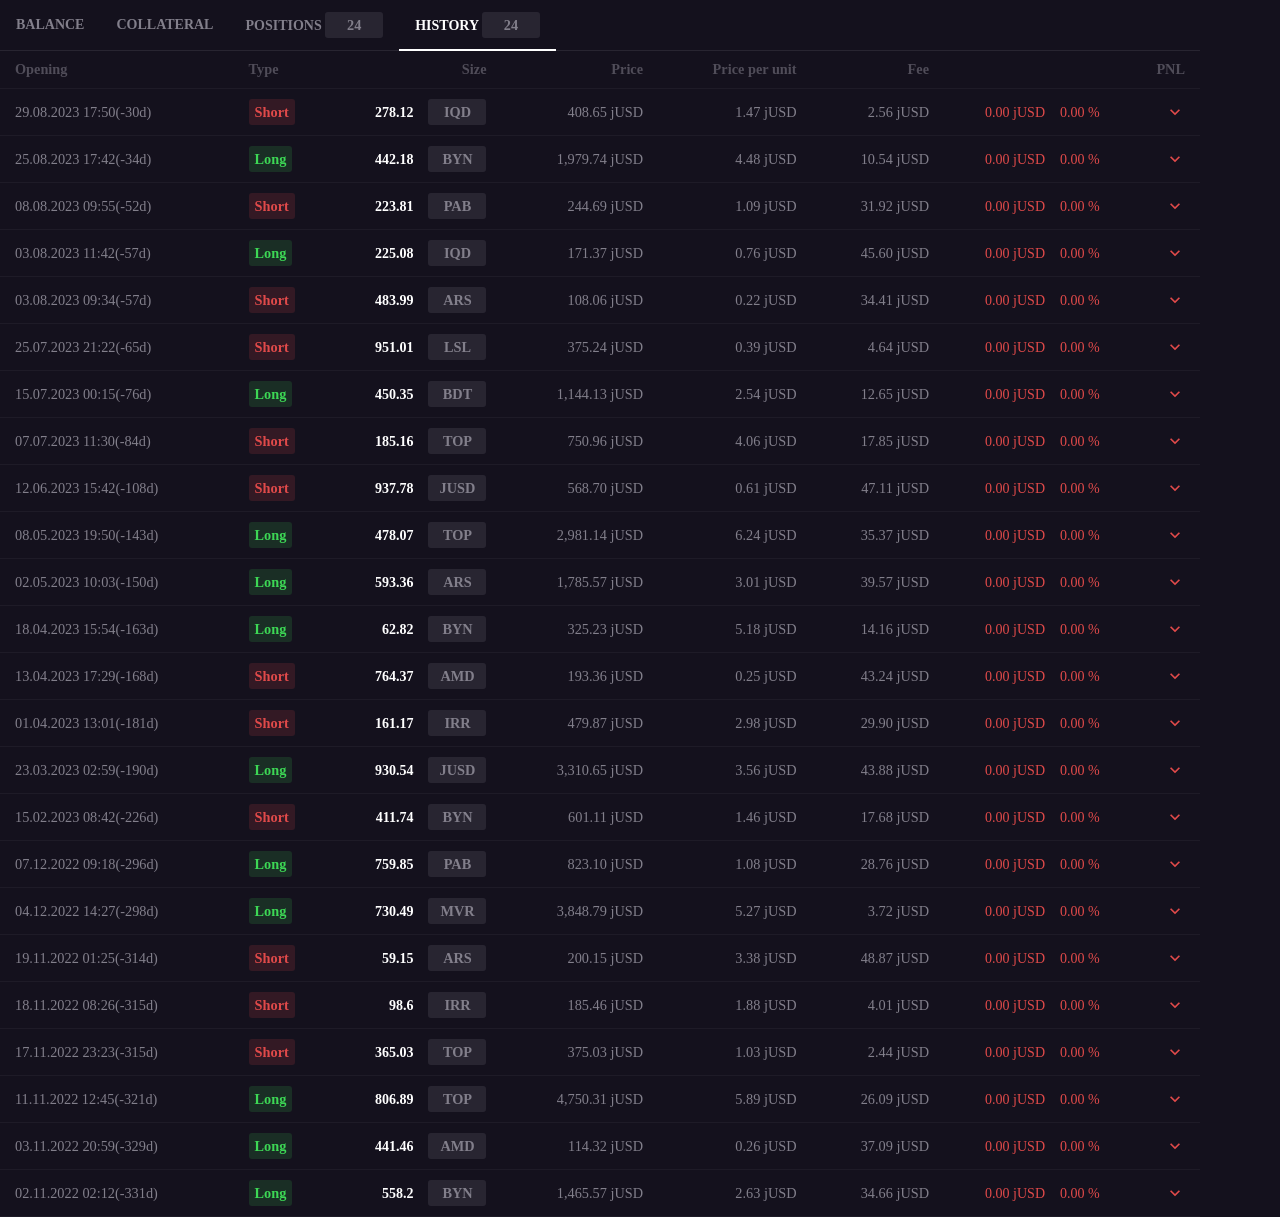 BALANCE COLLATERAL POSITIONS 24 HISTORY 24
Opening Type Size Price Price per unit Fee PNL
29.08.2023 17:50(-30d) Short 278.12 IQD 408.65 jUSD 1.47 jUSD 2.56 jUSD 0.00 jUSD 0.00 %
25.08.2023 17:42(-34d) Long 442.18 BYN 1,979.74 jUSD 4.48 jUSD 10.54 jUSD 0.00 jUSD 0.00 %
08.08.2023 09:55(-52d) Short 223.81 PAB 244.69 jUSD 1.09 jUSD 31.92 jUSD 0.00 jUSD 0.00 %
03.08.2023 11:42(-57d) Long 225.08 IQD 171.37 jUSD 0.76 jUSD 45.60 jUSD 0.00 jUSD 0.00 %
03.08.2023 09:34(-57d) Short 483.99 ARS 108.06 jUSD 0.22 jUSD 34.41 jUSD 0.00 jUSD 0.00 %
25.07.2023 21:22(-65d) Short 951.01 LSL 375.24 jUSD 0.39 jUSD 4.64 jUSD 0.00 jUSD 0.00 %
15.07.2023 00:15(-76d) Long 450.35 BDT 1,144.13 jUSD 2.54 jUSD 12.65 jUSD 0.00 jUSD 0.00 %
07.07.2023 11:30(-84d) Short 185.16 TOP 750.96 jUSD 4.06 jUSD 17.85 jUSD 0.00 jUSD 0.00 %
12.06.2023 15:42(-108d) Short 937.78 JUSD 568.70 jUSD 0.61 jUSD 47.11 jUSD 0.00 jUSD 0.00 %
08.05.2023 19:50(-143d) Long 478.07 TOP 2,981.14 jUSD 6.24 jUSD 35.37 jUSD 0.00 jUSD 0.00 %
02.05.2023 10:03(-150d) Long 593.36 ARS 1,785.57 jUSD 3.01 jUSD 39.57 jUSD 0.00 jUSD 0.00 %
18.04.2023 15:54(-163d) Long 62.82 BYN 325.23 jUSD 5.18 jUSD 14.16 jUSD 0.00 jUSD 0.00 %
13.04.2023 17:29(-168d) Short 764.37 AMD 193.36 jUSD 0.25 jUSD 43.24 jUSD 0.00 jUSD 0.00 %
01.04.2023 13:01(-181d) Short 161.17 IRR 479.87 jUSD 2.98 jUSD 29.90 jUSD 0.00 jUSD 0.00 %
23.03.2023 02:59(-190d) Long 930.54 JUSD 3,310.65 jUSD 3.56 jUSD 43.88 jUSD 0.00 jUSD 0.00 %
15.02.2023 08:42(-226d) Short 411.74 BYN 601.11 jUSD 1.46 jUSD 17.68 jUSD 0.00 jUSD 0.00 %
07.12.2022 09:18(-296d) Long 759.85 PAB 823.10 jUSD 1.08 jUSD 28.76 jUSD 0.00 jUSD 0.00 %
04.12.2022 14:27(-298d) Long 730.49 MVR 3,848.79 jUSD 5.27 jUSD 3.72 jUSD 0.00 jUSD 0.00 %
19.11.2022 01:25(-314d) Short 59.15 ARS 200.15 jUSD 3.38 jUSD 48.87 jUSD 0.00 jUSD 0.00 %
18.11.2022 08:26(-315d) Short 98.6 IRR 185.46 jUSD 1.88 jUSD 4.01 jUSD 0.00 jUSD 0.00 %
17.11.2022 23:23(-315d) Short 365.03 TOP 375.03 jUSD 1.03 jUSD 2.44 jUSD 0.00 jUSD 0.00 %
11.11.2022 12:45(-321d) Long 806.89 TOP 4,750.31 jUSD 5.89 jUSD 26.09 jUSD 0.00 jUSD 0.00 %
03.11.2022 20:59(-329d) Long 441.46 AMD 114.32 jUSD 0.26 jUSD 37.09 jUSD 0.00 jUSD 0.00 %
02.11.2022 02:12(-331d) Long 558.2 BYN 1,465.57 jUSD 2.63 jUSD 34.66 jUSD 0.00 jUSD 0.00 %